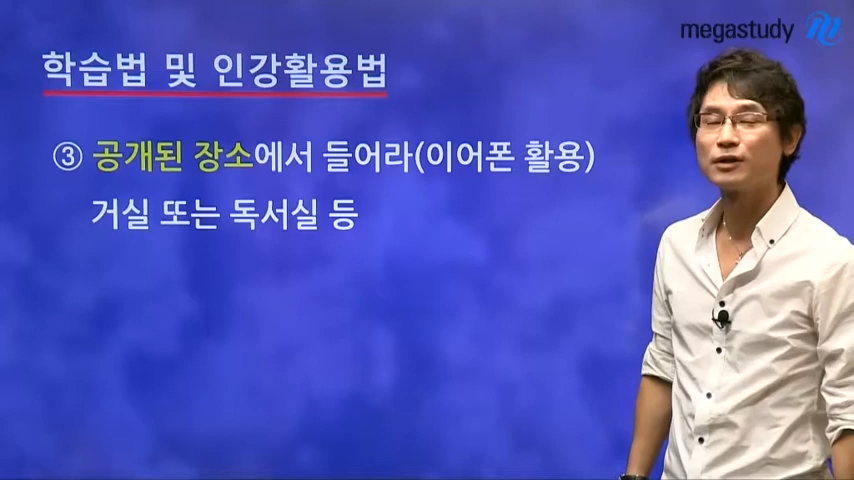 megastudy
학습법 및 인강활용법
③ 공개된 장소에서 들어라(이어폰 활용)
거실 또는 독서실 등